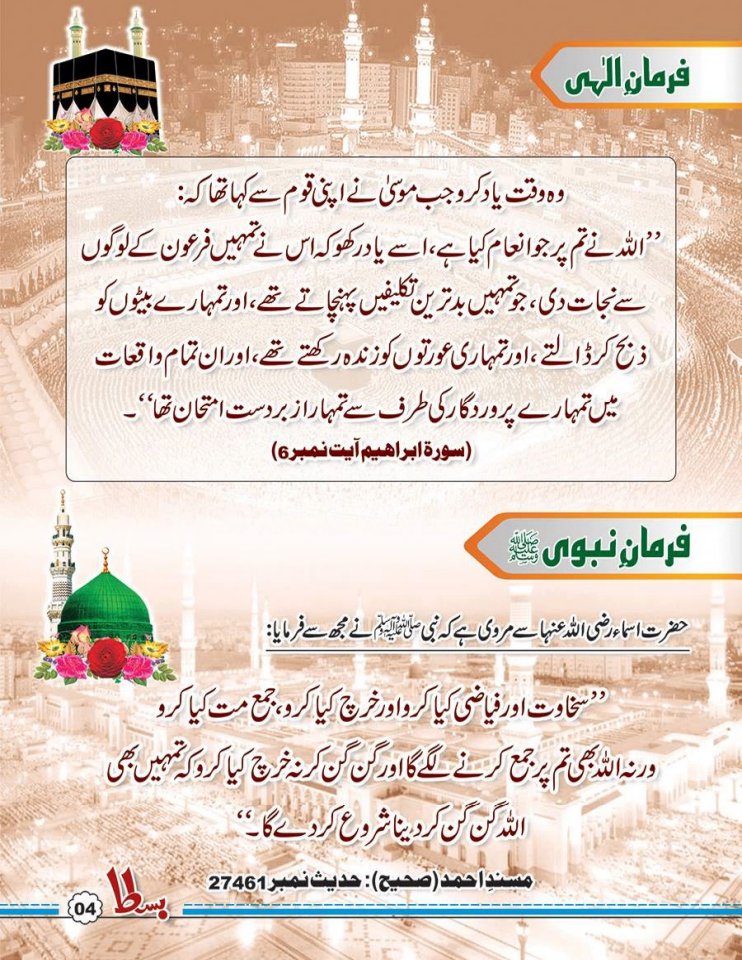 فرمانِ الٰہی
وہ وقت یاد کرو جب موسیٰ نے اپنی قوم سے کہا تھا کہ:
’’اللہ نے تم پر جو انعام کیا ہے، اسے یاد رکھو کہ اس نے تمہیں فرعون کے لوگوں
سے نجات دی، جو تمہیں بدترین تکلیفیں پہنچاتے تھے، اور تمہارے بیٹوں کو
ذبح کر ڈالتے، اور تمہاری عورتوں کو زندہ رکھتے تھے، اور ان تمام واقعات
میں تمہارے پروردگار کی طرف سے تمہارا زبردست امتحان تھا‘‘۔
(سورۃ ابراھیم آیت نمبر 6)
فرمانِ نبوی ﷺ
حضرت اسماء رضی اللہ عنہا سے مروی ہے کہ نبی ﷺ نے مجھ سے فرمایا:
’’سخاوت اور فیاضی کیا کرو اور خرچ کیا کرو، جمع مت کیا کرو
ورنہ اللہ بھی تم پر جمع کرنے لگے گا اور گن گن کر نہ خرچ کیا کرو کہ تمہیں بھی
اللہ گن گن کر دینا شروع کر دے گا۔‘‘
مسندِ احمد (صحیح): حدیث نمبر 27461
بسطا
04